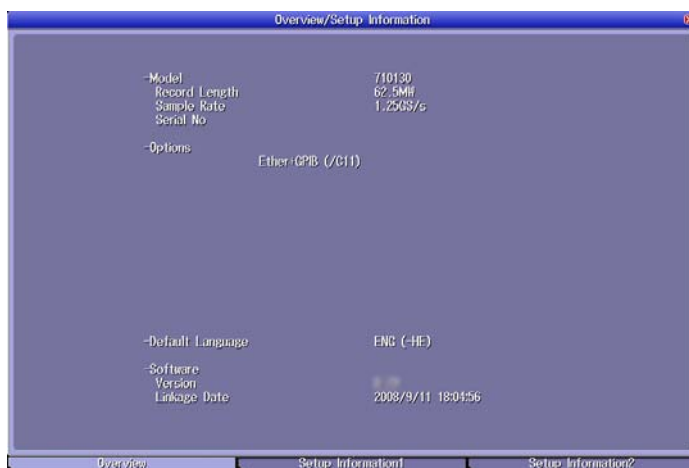 Overview/Setup Information
-Model 710130
Record Length 62.5MW
Sample Rate 1.25GS/s
Serial No
-Options
Ether+GPIB (/C11)
-Default Language ENG (-HE)
-Software
Version
Linkage Date 2008/9/11 18:04:56
Overview Setup Information1 Setup Information2